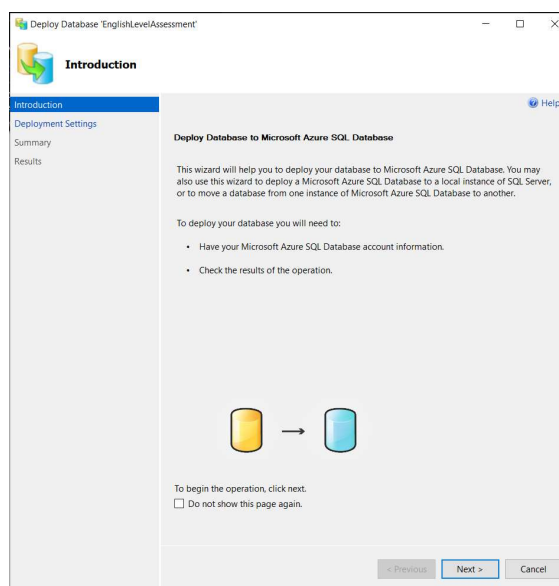 Deploy Database 'EnglishLevelAssessment'
Introduction
Introduction
Help
Deployment Settings
Summary
Results
Deploy Database to Microsoft Azure SQL Database
This wizard will help you to deploy your database to Microsoft Azure SQL Database. You may
also use this wizard to deploy a Microsoft Azure SQL Database to a local instance of SQL Server,
or to move a database from one instance of Microsoft Azure SQL Database to another.
To deploy your database you will need to:
• Have your Microsoft Azure SQL Database account information.
• Check the results of the operation.
To begin the operation, click next.
Do not show this page again.
< Previous
Next >
Cancel